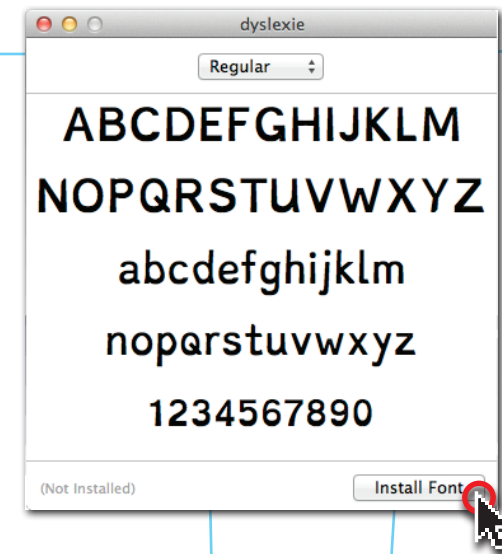 dyslexie
Regular
ABCDEFGHIJKLM
NOPQRSTUVWXYZ
abcdefghijklm
nopqrstuvwxyz
1234567890
(Not Installed)
Install Font